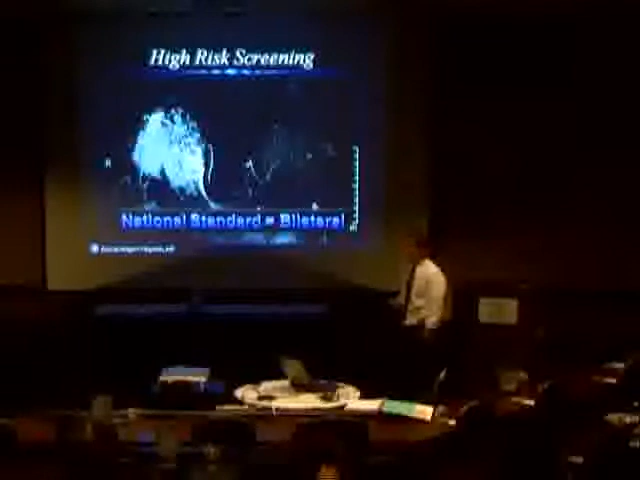 High Risk Screening
R
National Standard = Bilateral